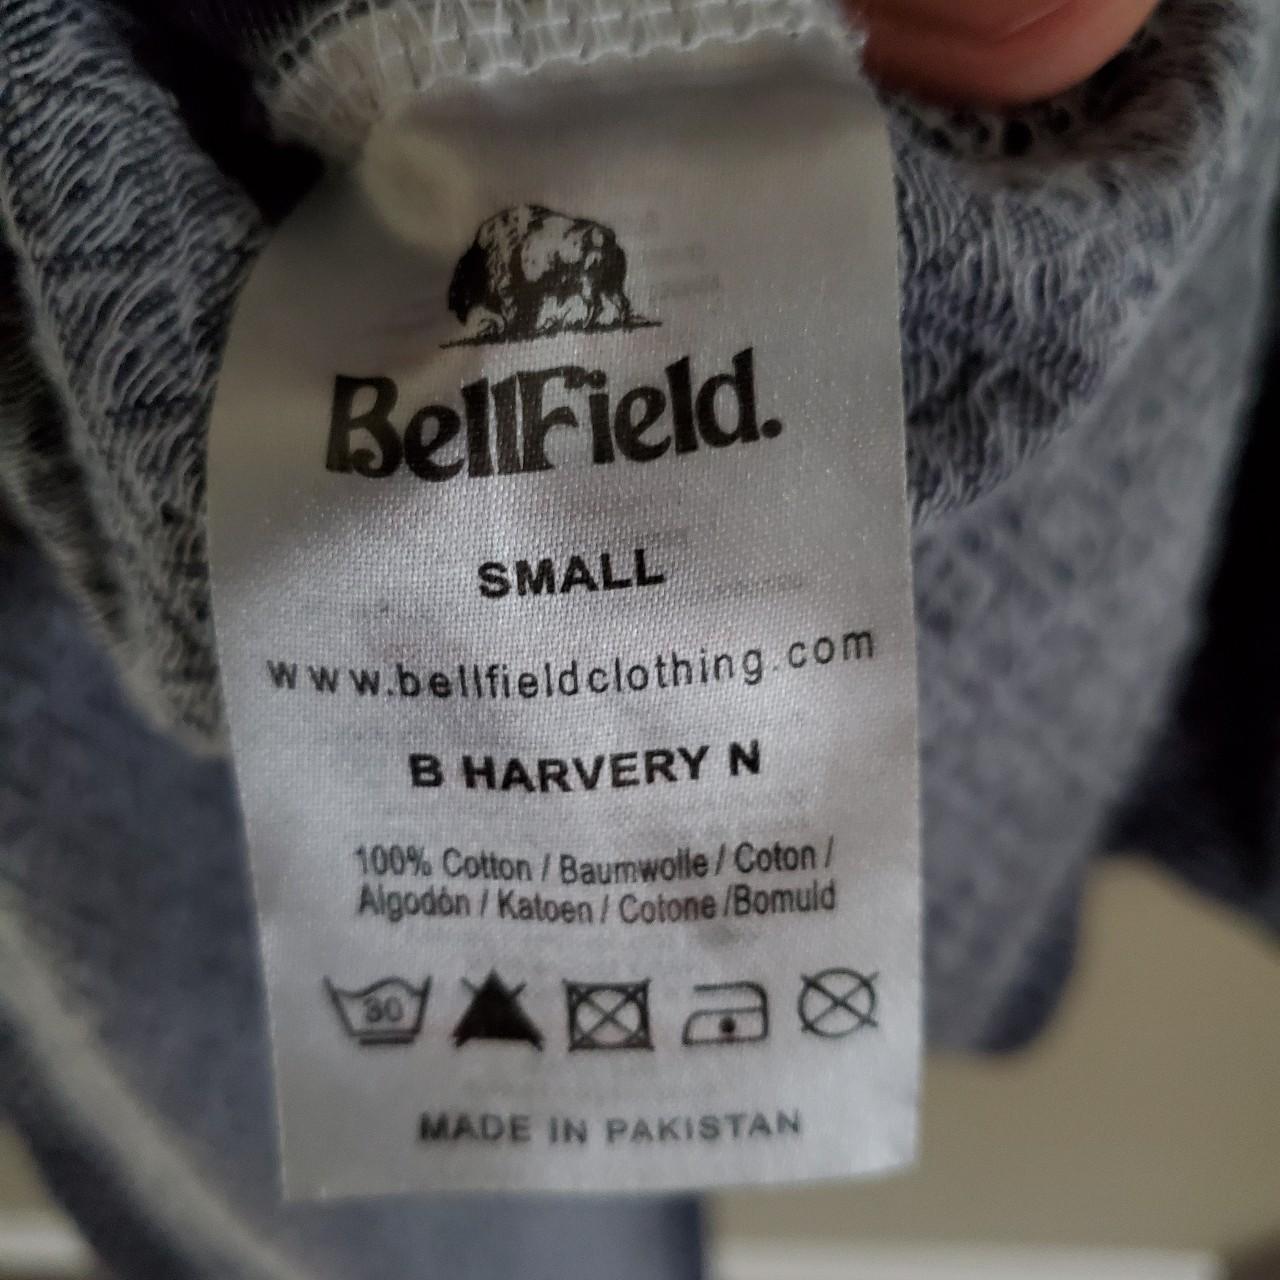 BellField.
SMALL
www.bellfieldclothing.com
B HARVERY N
100% Cotton / Baumwolle / Coton /
Algodón / Katoen / Cotone /Bomuld
30
MADE IN PAKISTAN